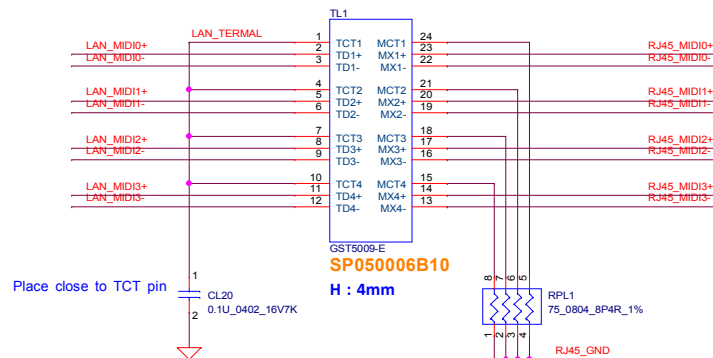 TL1
LAN_TERMAL
1 TCT1 MCT1 24
LAN_MIDI0+ 2 TD1+ MX1+ 23 RJ45_MIDI0+
LAN_MIDI0- 3 TD1- MX1- 22 RJ45_MIDI0-
4 TCT2 MCT2 21
LAN_MIDI1+ 5 TD2+ MX2+ 20 RJ45_MIDI1+
LAN_MIDI1- 6 TD2- MX2- 19 RJ45_MIDI1-
7 TCT3 MCT3 18
LAN_MIDI2+ 8 TD3+ MX3+ 17 RJ45_MIDI2+
LAN_MIDI2- 9 TD3- MX3- 16 RJ45_MIDI2-
10 TCT4 MCT4 15
LAN_MIDI3+ 11 TD4+ MX4+ 14 RJ45_MIDI3+
LAN_MIDI3- 12 TD4- MX4- 13 RJ45_MIDI3-
GST5009-E
SP050006B10
H : 4mm
Place close to TCT pin
1
CL20
0.1U_0402_16V7K
2
8 7 6 5
RPL1
75_0804_8P4R_1%
1 2 3 4
RJ45_GND